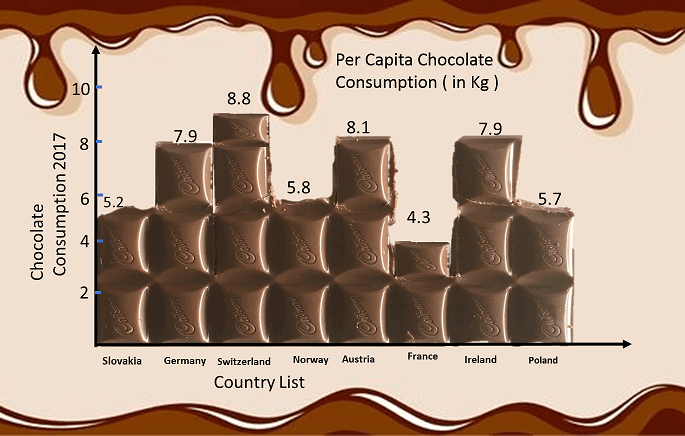 Per Capita Chocolate
Consumption ( in Kg )
10
8
6
4
2
Chocolate
Consumption 2017
5.2
7.9
8.8
5.8
8.1
4.3
7.9
5.7
Slovakia
Germany
Switzerland
Norway
Austria
France
Ireland
Poland
Country List